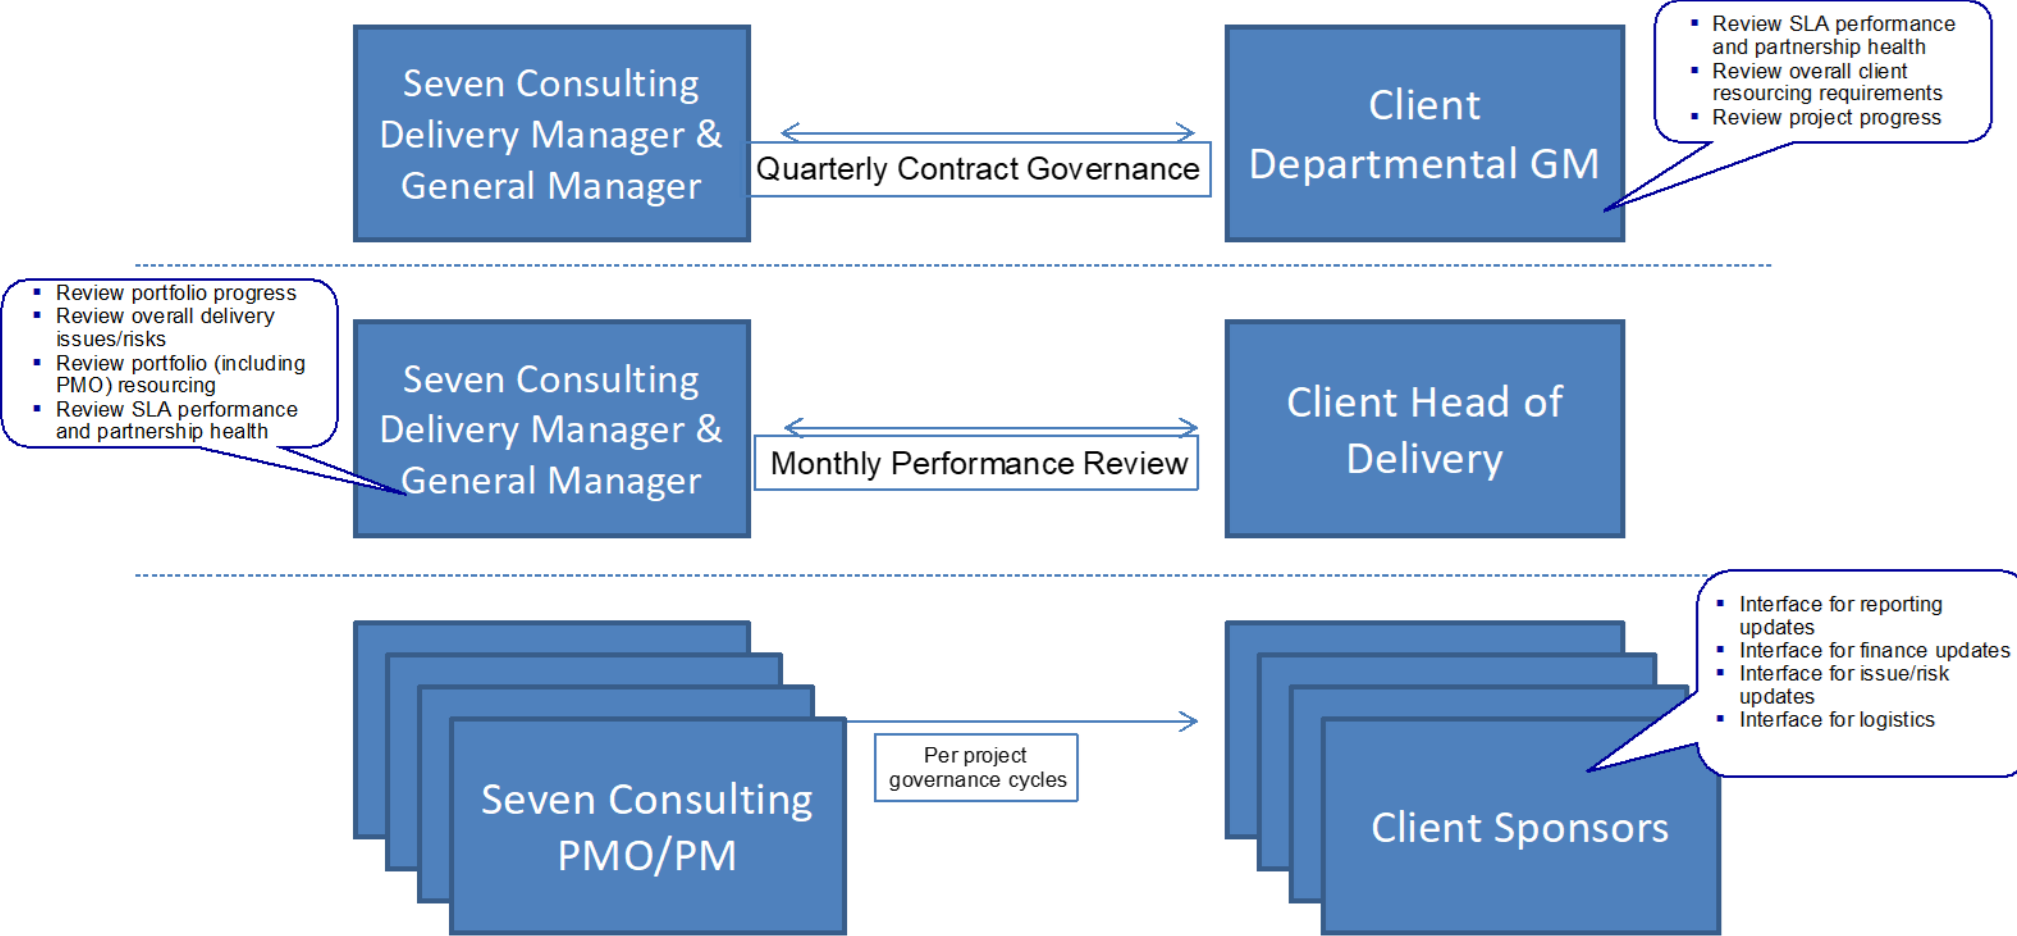 Seven Consulting
Delivery Manager &
General Manager
Quarterly Contract Governance
Client
Departmental GM
▪ Review SLA performance
and partnership health
▪ Review overall client
resourcing requirements
▪ Review project progress
▪ Review portfolio progress
▪ Review overall delivery
issues/risks
▪ Review portfolio (including
PMO) resourcing
▪ Review SLA performance
and partnership health
Seven Consulting
Delivery Manager &
General Manager
Monthly Performance Review
Client Head of
Delivery
Seven Consulting
PMO/PM
Per project
governance cycles
Client Sponsors
▪ Interface for reporting
updates
▪ Interface for finance updates
▪ Interface for issue/risk
updates
▪ Interface for logistics